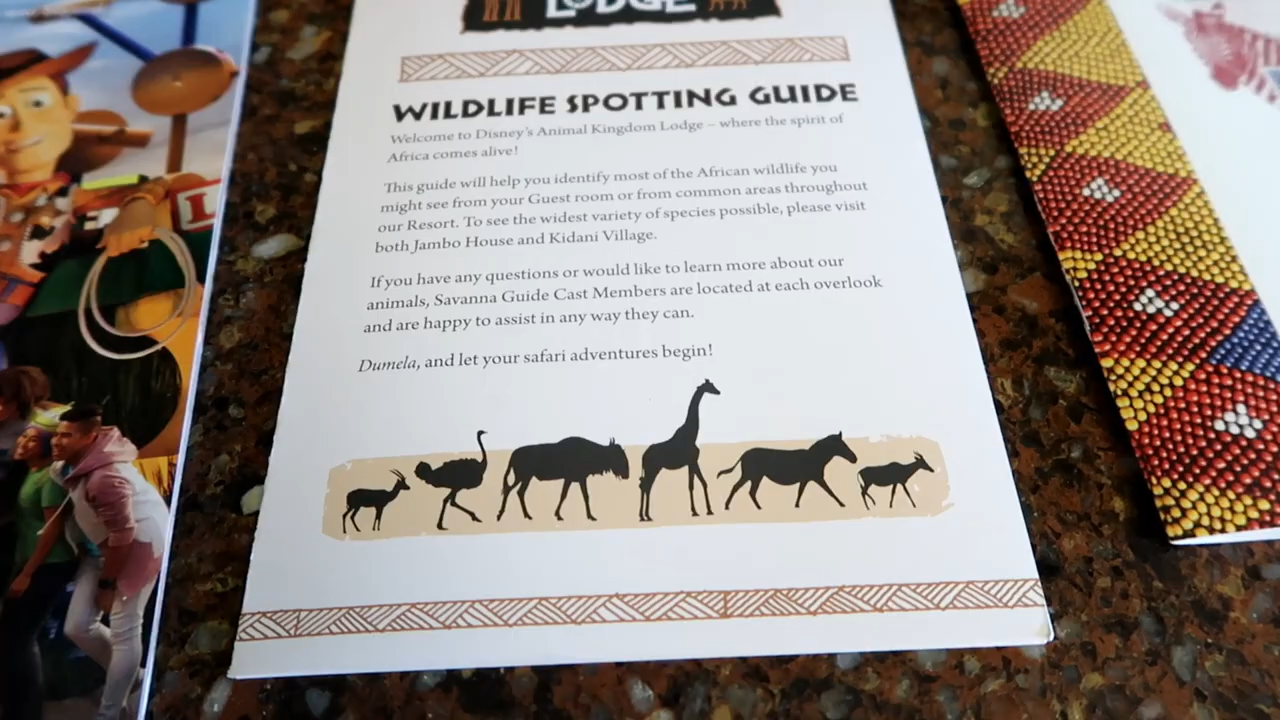 LODGE
WILDLIFE SPOTTING GUIDE
Welcome to Disney's Animal Kingdom Lodge – where the spirit of
Africa comes alive!
This guide will help you identify most of the African wildlife you
might see from your Guest room or from common areas throughout
our Resort. To see the widest variety of species possible, please visit
both Jambo House and Kidani Village.
If you have any questions or would like to learn more about our
animals, Savanna Guide Cast Members are located at each overlook
and are happy to assist in any way they can.
Dumela, and let your safari adventures begin!